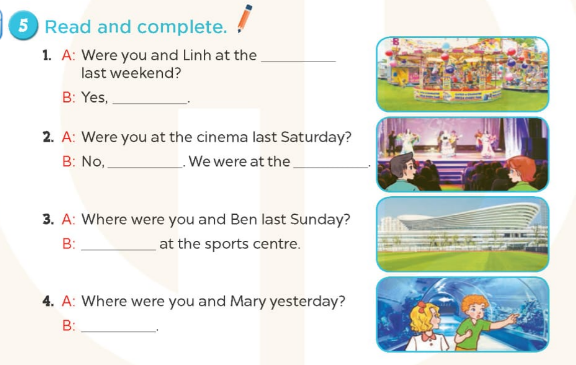 5 Read and complete.
1. A: Were you and Linh at the __________
last weekend?
B: Yes, __________.
2. A: Were you at the cinema last Saturday?
B: No, __________. We were at the __________.
3. A: Where were you and Ben last Sunday?
B: __________ at the sports centre.
4. A: Where were you and Mary yesterday?
B: __________.